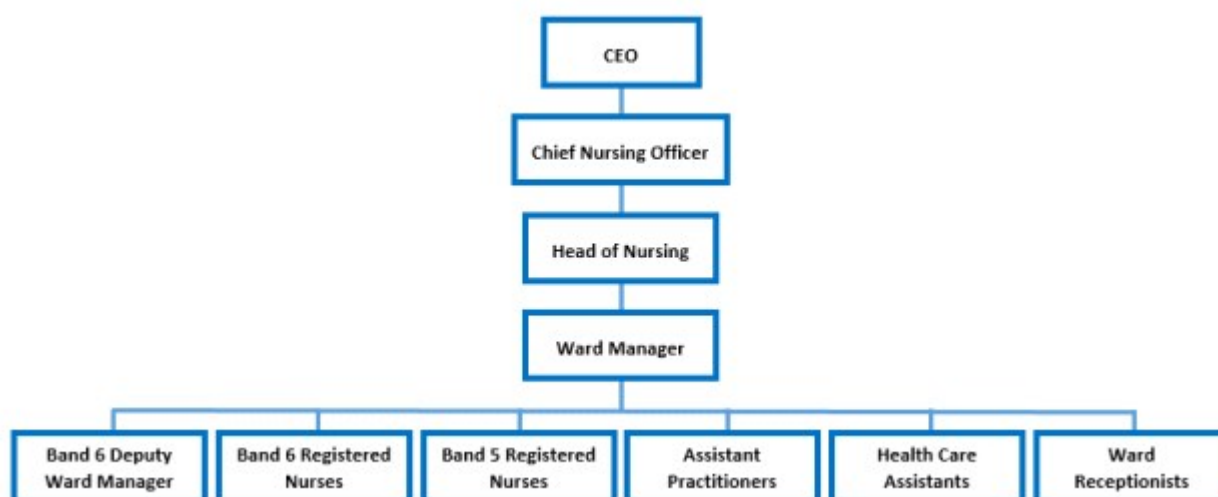 CEO
Chief Nursing Officer
Head of Nursing
Ward Manager
Band 6 Deputy
Ward Manager
Band 6 Registered
Nurses
Band 5 Registered
Nurses
Assistant
Practitioners
Health Care
Assistants
Ward
Receptionists